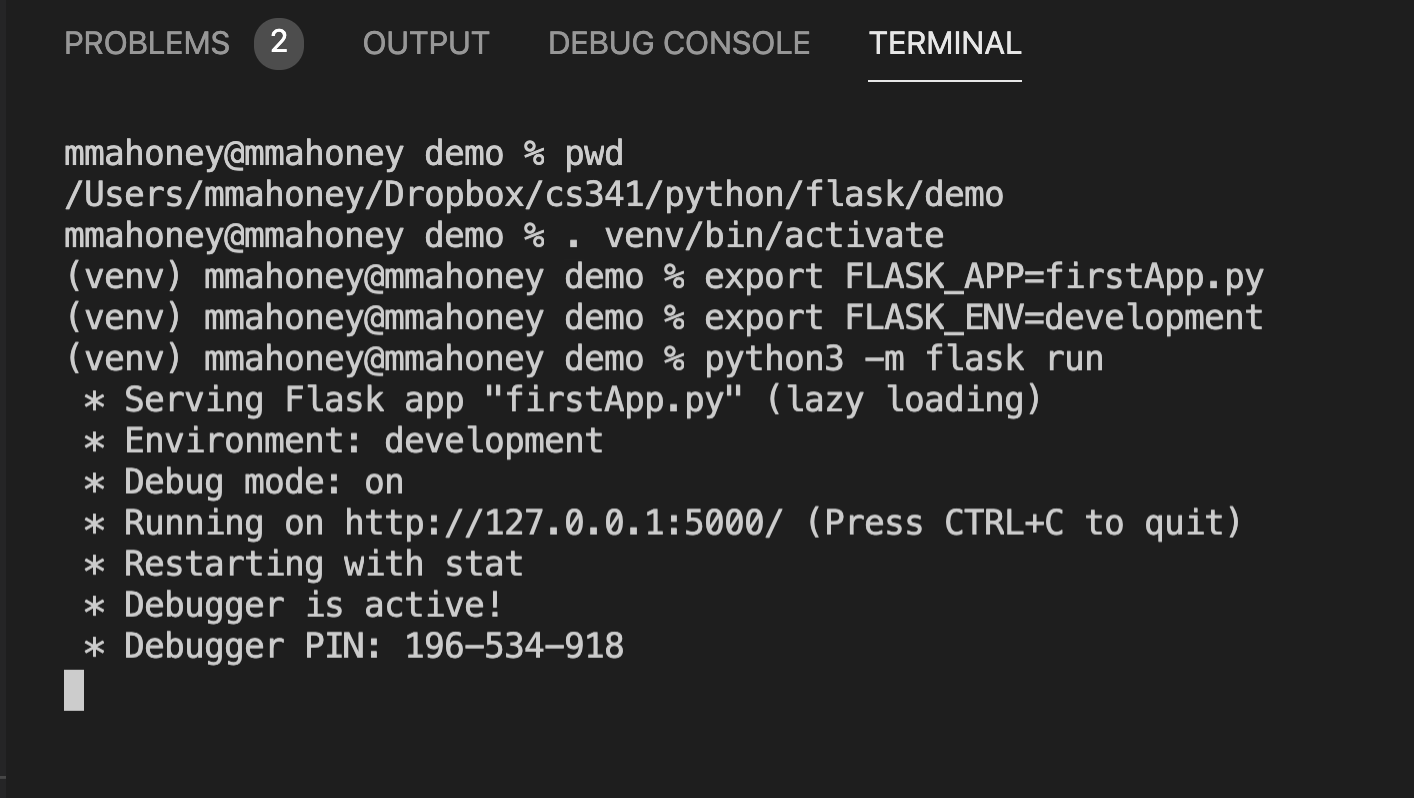 PROBLEMS 2 OUTPUT DEBUG CONSOLE TERMINAL
mmahoney@mmahoney demo % pwd
/Users/mmahoney/Dropbox/cs341/python/flask/demo
mmahoney@mmahoney demo % . venv/bin/activate
(venv) mmahoney@mmahoney demo % export FLASK_APP=firstApp.py
(venv) mmahoney@mmahoney demo % export FLASK_ENV=development
(venv) mmahoney@mmahoney demo % python3 -m flask run
 * Serving Flask app "firstApp.py" (lazy loading)
 * Environment: development
 * Debug mode: on
 * Running on http://127.0.0.1:5000/ (Press CTRL+C to quit)
 * Restarting with stat
 * Debugger is active!
 * Debugger PIN: 196-534-918